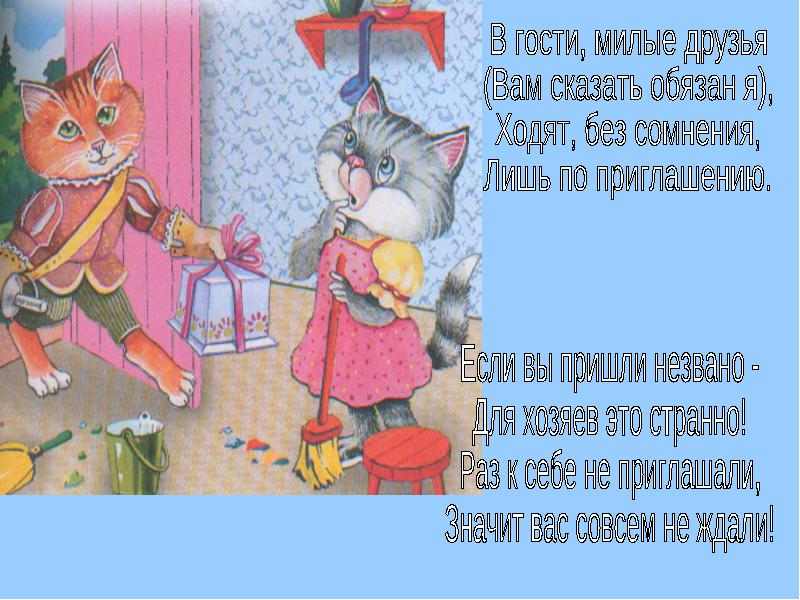 В гости, милые друзья
(Вам сказать обязан я),
Ходят, без сомнения,
Лишь по приглашению.
Если вы пришли незвано -
Для хозяев это странно!
Раз к себе не приглашали,
Значит вас совсем не ждали!